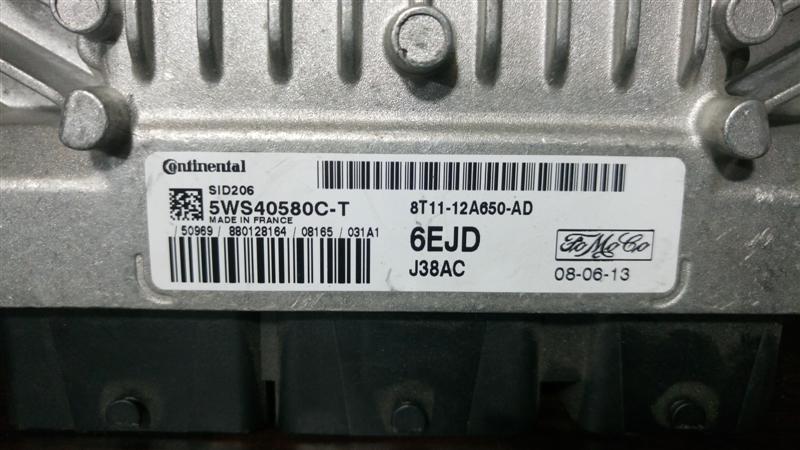 Continental
SID206
5WS40580C-T
MADE IN FRANCE
/ 50969 / 880128164 / 08165 / 031A1
8T11-12A650-AD
6EJD
J38AC
FoMoCo
08-06-13